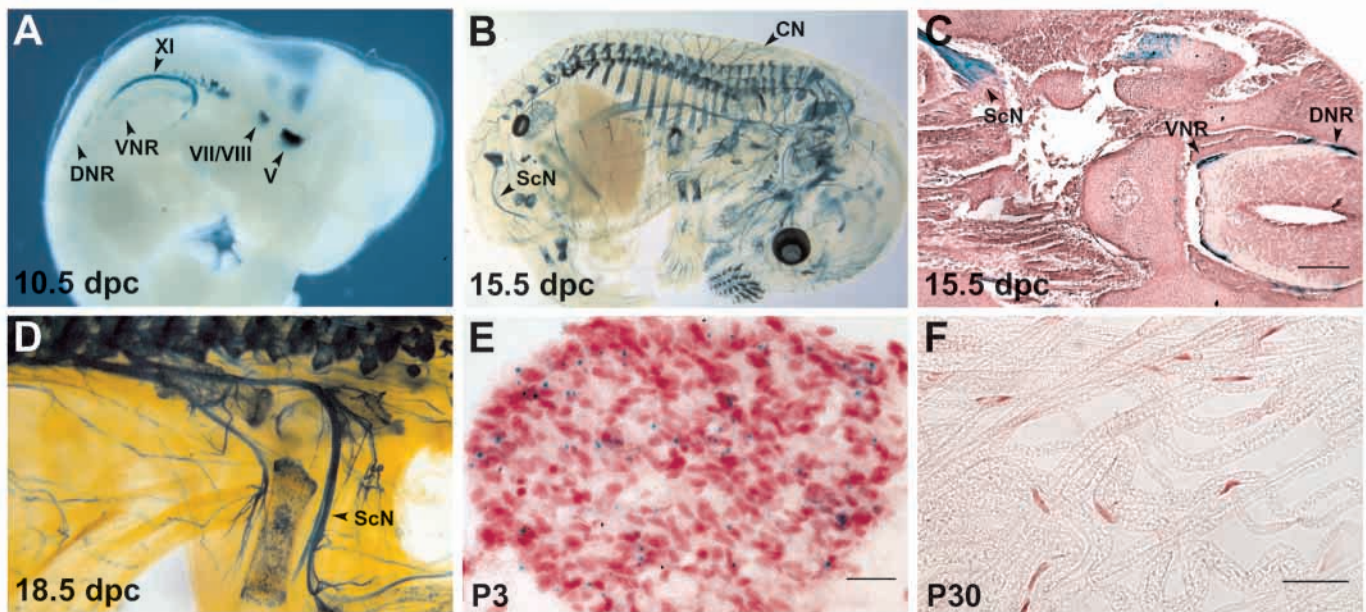 A
XI
VNR
DNR
VII/VIII
V
10.5 dpc
B
CN
ScN
15.5 dpc
C
ScN
VNR
DNR
15.5 dpc
D
ScN
18.5 dpc
E
P3
F
P30